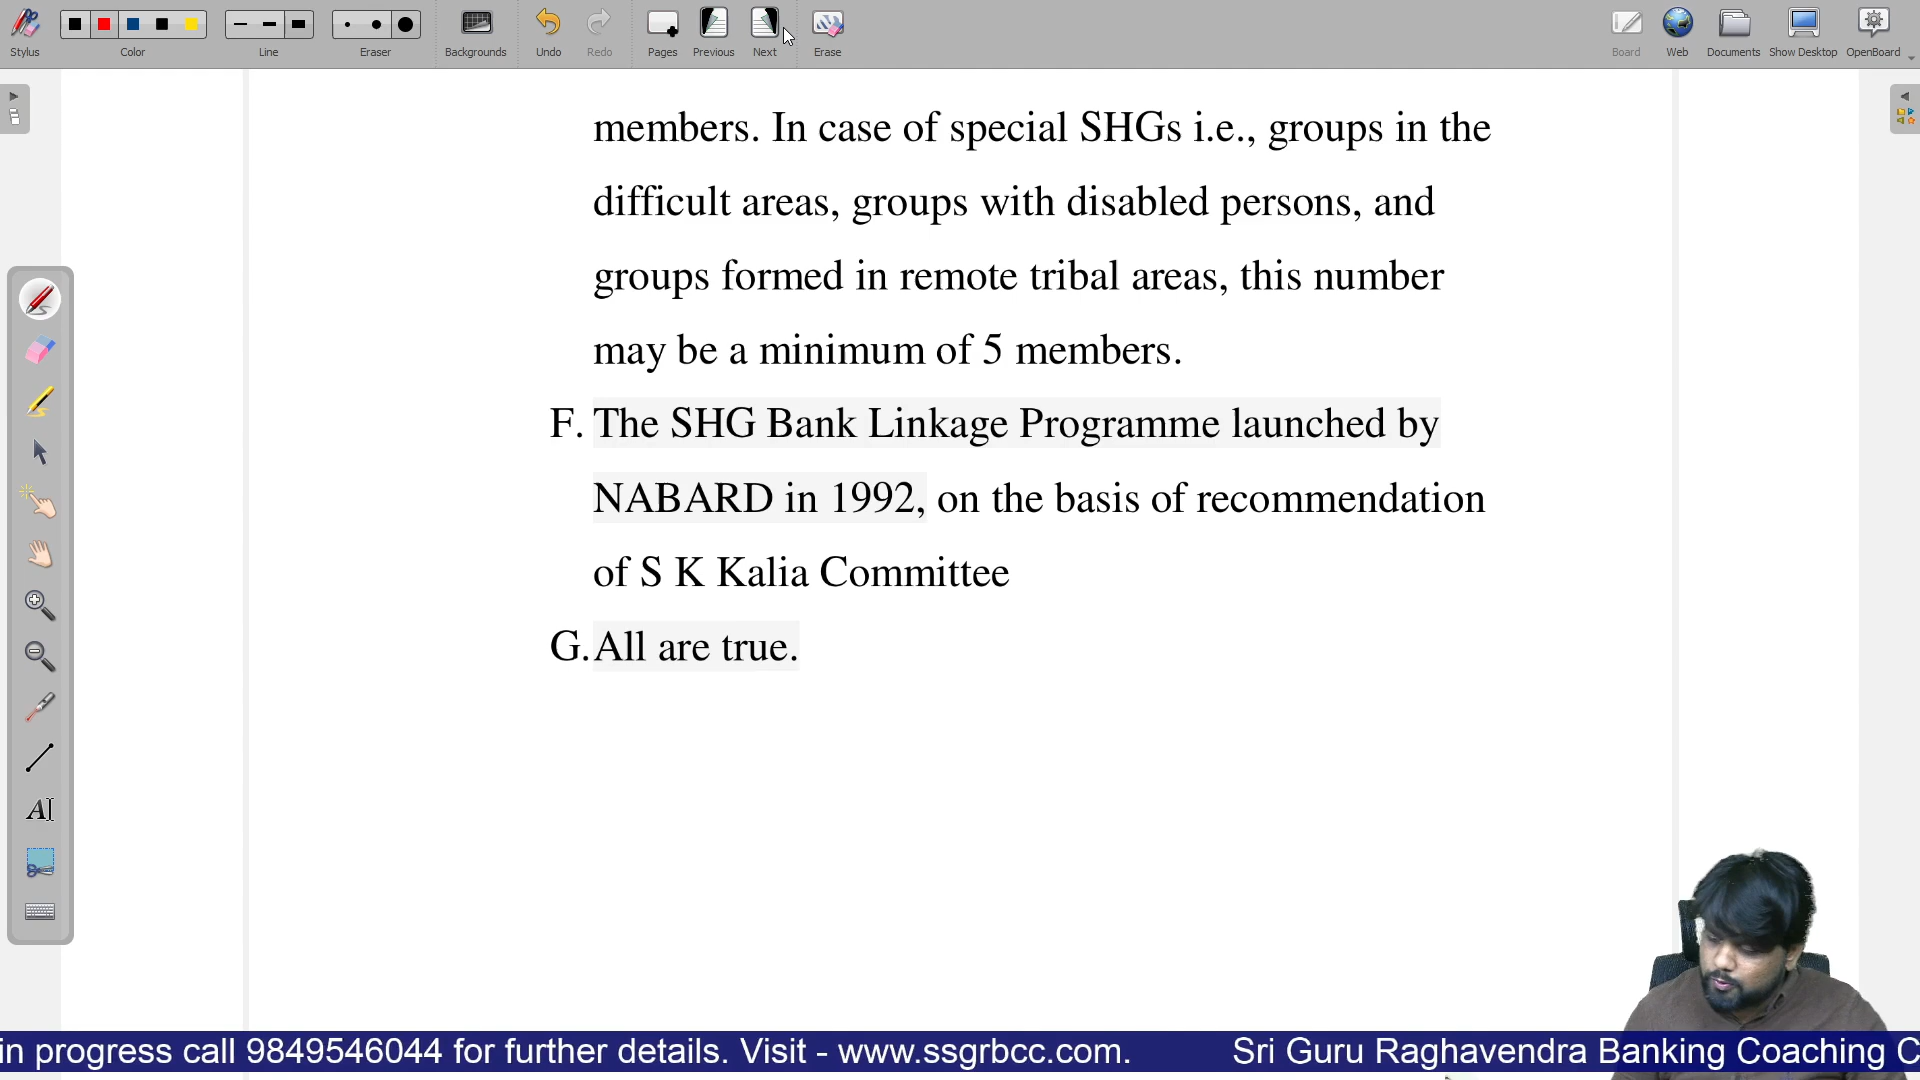 Stylus
Color
Line
Eraser
Backgrounds
Undo
Redo
Pages
Previous
Next
Erase
Board
Web
Documents
Show Desktop
OpenBoard
members. In case of special SHGs i.e., groups in the
difficult areas, groups with disabled persons, and
groups formed in remote tribal areas, this number
may be a minimum of 5 members.
F. The SHG Bank Linkage Programme launched by
NABARD in 1992, on the basis of recommendation
of S K Kalia Committee
G. All are true.
in progress call 9849546044 for further details. Visit - www.ssgrbcc.com. Sri Guru Raghavendra Banking Coaching C